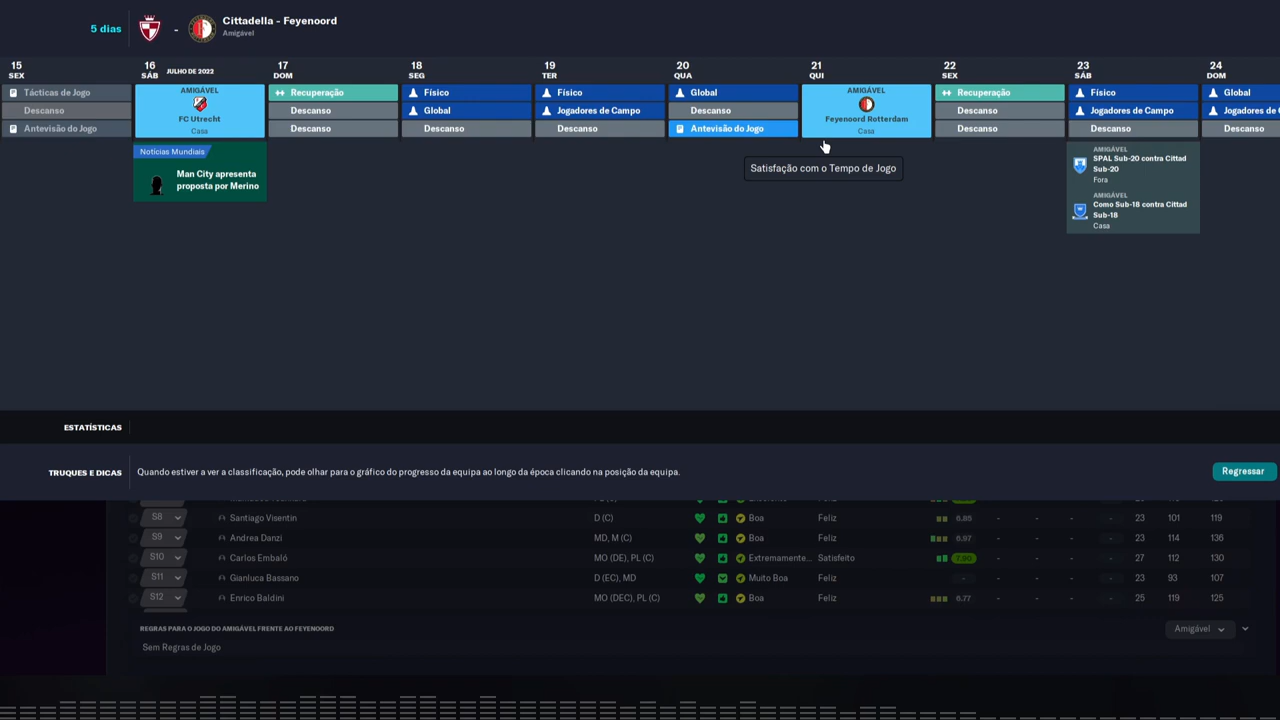 5 dias
-
Cittadella - Feyenoord
Amigável
15
SEX
16
SÁB
JULHO DE 2022
17
DOM
18
SEG
19
TER
20
QUA
21
QUI
22
SEX
23
SÁB
24
DOM
Tácticas de Jogo
Descanso
Antevisão do Jogo
AMIGÁVEL
FC Utrecht
Casa
Recuperação
Descanso
Descanso
Físico
Global
Descanso
Físico
Jogadores de Campo
Descanso
Global
Descanso
Antevisão do Jogo
AMIGÁVEL
Feyenoord Rotterdam
Casa
Recuperação
Descanso
Descanso
Físico
Jogadores de Campo
Descanso
Global
Jogadores de
Descanso
Notícias Mundiais
Man City apresenta
proposta por Merino
Satisfação com o Tempo de Jogo
AMIGÁVEL
SPAL Sub-20 contra Cittad
Sub-20
Fora
AMIGÁVEL
Como Sub-18 contra Cittad
Sub-18
Casa
ESTATÍSTICAS
TRUQUES E DICAS
Quando estiver a ver a classificação, pode olhar para o gráfico do progresso da equipa ao longo da época clicando na posição da equipa.
Regressar
S8 Santiago Visentin D (C) Boa Feliz 6.85 - - - - 23 101 119
S9 Andrea Danzi MD, M (C) Boa Feliz 6.97 - - - - 23 114 136
S10 Carlos Embaló MO (DE), PL (C) Extremamente... Satisfeito 7.90 - - - - 27 112 130
S11 Gianluca Bassano D (EC), MD Muito Boa Feliz - - - - - 23 93 107
S12 Enrico Baldini MO (DEC), PL (C) Boa Feliz 6.77 - - - - 25 119 125
REGRAS PARA O JOGO DO AMIGÁVEL FRENTE AO FEYENOORD
Amigável
Sem Regras de Jogo